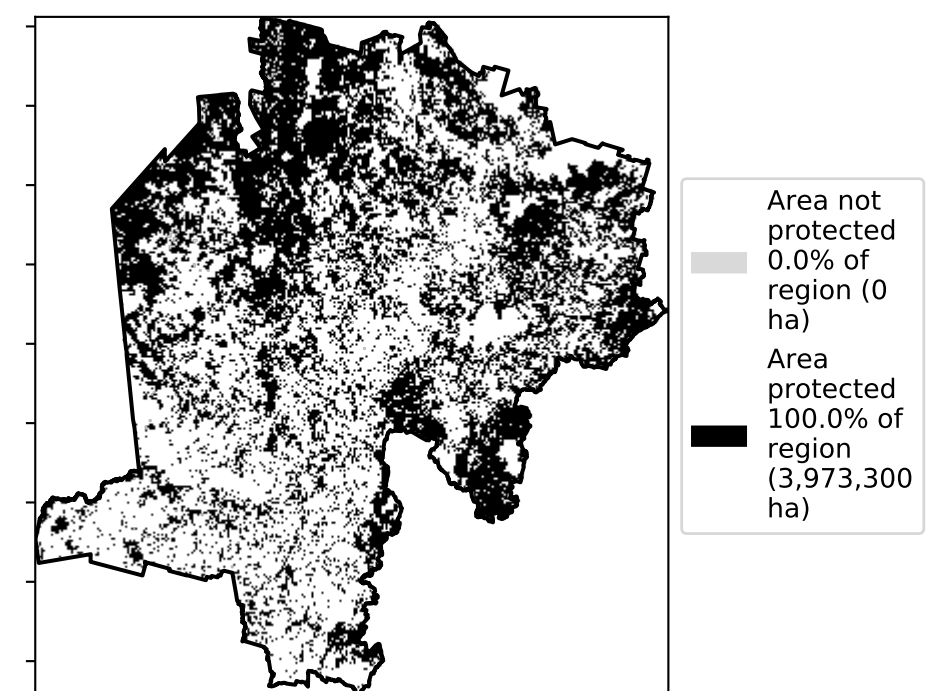 Area not
protected
0.0% of
region (0
ha)
Area
protected
100.0% of
region
(3,973,300
ha)